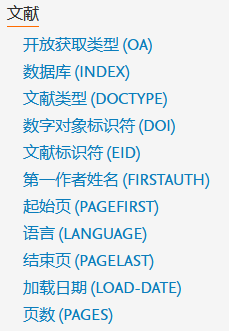 文献
开放获取类型 (OA)
数据库 (INDEX)
文献类型 (DOCTYPE)
数字对象标识符 (DOI)
文献标识符 (EID)
第一作者姓名 (FIRSTAUTH)
起始页 (PAGEFIRST)
语言 (LANGUAGE)
结束页 (PAGELAST)
加载日期 (LOAD-DATE)
页数 (PAGES)